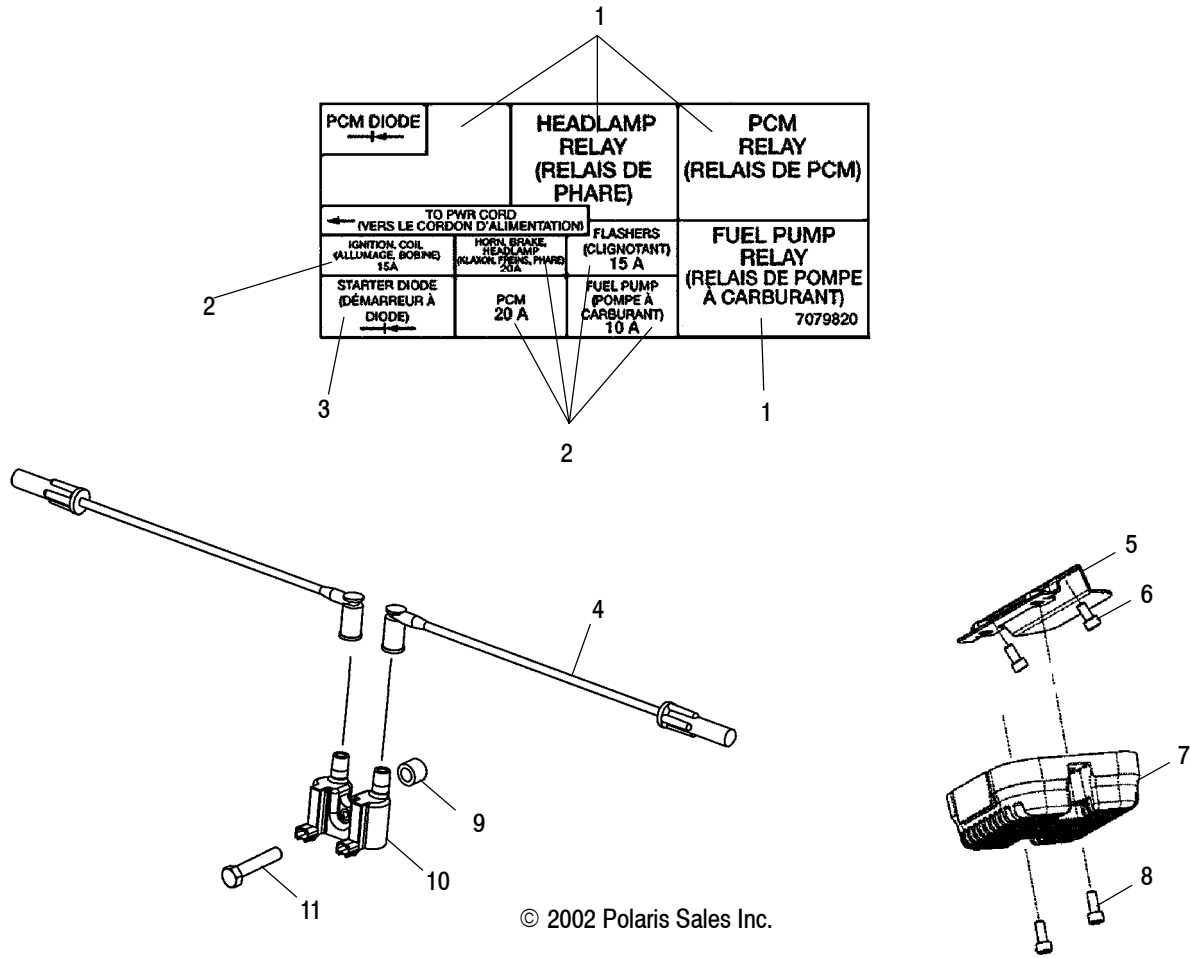 1
PCM DIODE
HEADLAMP
RELAY
(RELAIS DE
PHARE)
PCM
RELAY
(RELAIS DE PCM)
TO PWR CORD
(VERS LE CORDON D'ALIMENTATION)
IGNITION, COIL
(ALLUMAGE, BOBINE)
15A
HORN, BRAKE,
HEADLAMP
(KLAXON, FREINS, PHARE)
20A
FLASHERS
(CLIGNOTANT)
15 A
FUEL PUMP
RELAY
(RELAIS DE POMPE
À CARBURANT)
7079820
STARTER DIODE
(DÉMARREUR À
DIODE)
PCM
20 A
FUEL PUMP
(POMPE À
CARBURANT)
10 A
2
3
2
1
4
5
6
7
8
9
10
11
© 2002 Polaris Sales Inc.